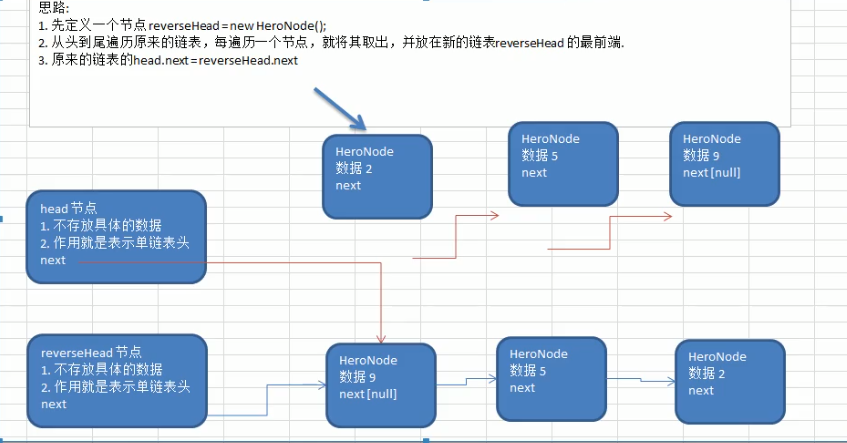 思路:
1. 先定义一个节点 reverseHead = new HeroNode();
2. 从头到尾遍历原来的链表，每遍历一个节点，就将其取出，并放在新的链表reverseHead 的最前端.
3. 原来的链表的head.next = reverseHead.next
HeroNode
数据 2
next
HeroNode
数据 5
next
HeroNode
数据 9
next [null]
head 节点
1. 不存放具体的数据
2. 作用就是表示单链表头
next
reverseHead 节点
1. 不存放具体的数据
2. 作用就是表示单链表头
next
HeroNode
数据 9
next [null]
HeroNode
数据 5
next
HeroNode
数据 2
next